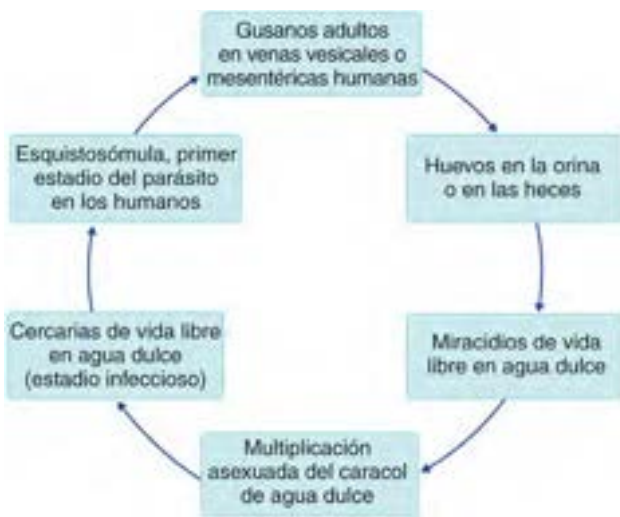 Gusanos adultos
en venas vesicales o
mesentéricas humanas
Huevos en la orina
o en las heces
Miracidios de vida
libre en agua dulce
Multiplicación
asexuada del caracol
de agua dulce
Cercarias de vida libre
en agua dulce
(estadio infeccioso)
Esquistosómula, primer
estadio del parásito
en los humanos